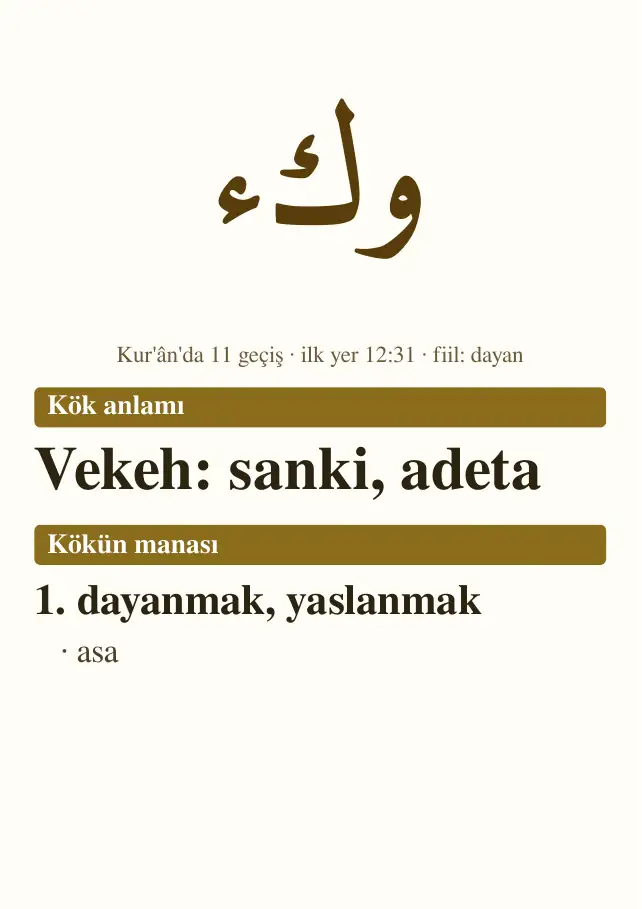 وكء
Kur'ân'da 11 geçiş · ilk yer 12:31 · fiil: dayan
Kök anlamı
Vekeh: sanki, adeta
Kökün manası
1. dayanmak, yaslanmak
· asa